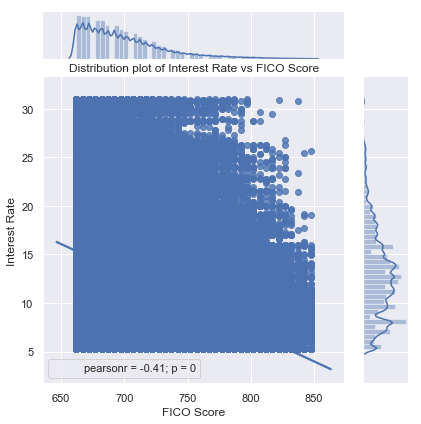 Distribution plot of Interest Rate vs FICO Score
30
25
20
15
10
5
Interest Rate
pearsonr = -0.41; p = 0
650
700
750
800
850
FICO Score